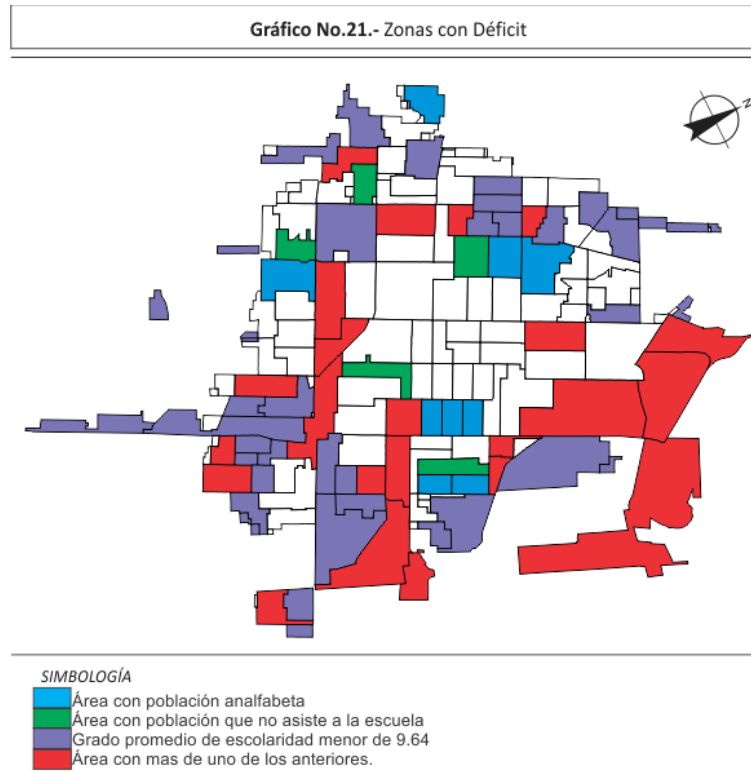 Gráfico No.21.- Zonas con Déficit
N
SIMBOLOGÍA
Área con población analfabeta
Área con población que no asiste a la escuela
Grado promedio de escolaridad menor de 9.64
Área con mas de uno de los anteriores.